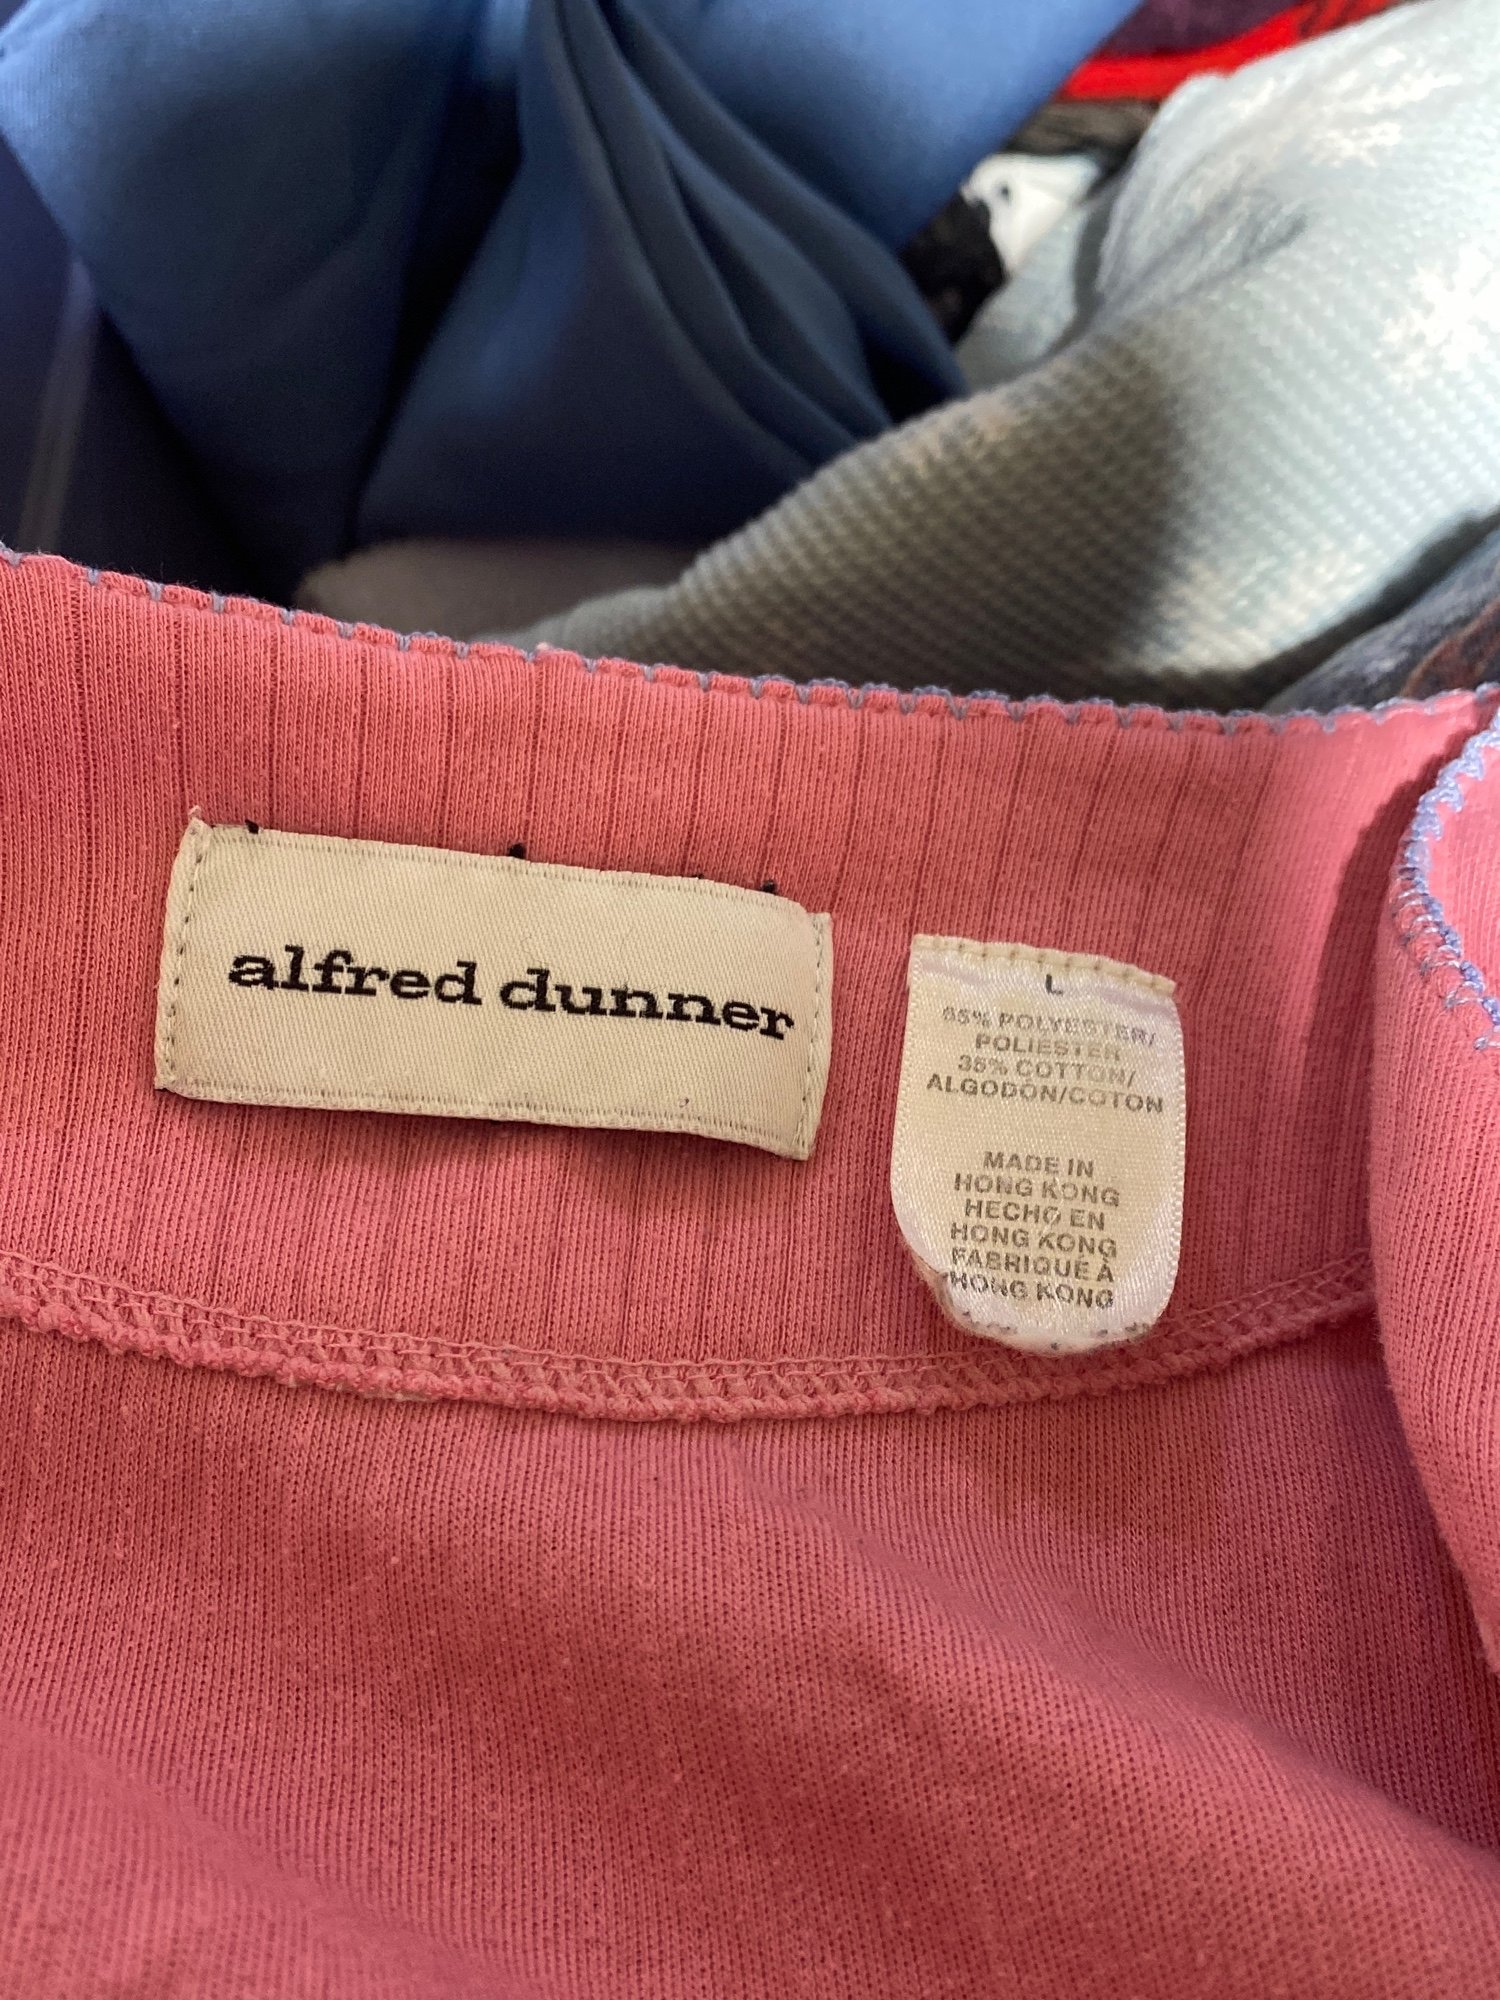 alfred dunner
L
65% POLYESTER/
POLIESTER
35% COTTON/
ALGODÓN/COTON
MADE IN
HONG KONG
HECHO EN
HONG KONG
FABRIQUÉ À
HONG KONG